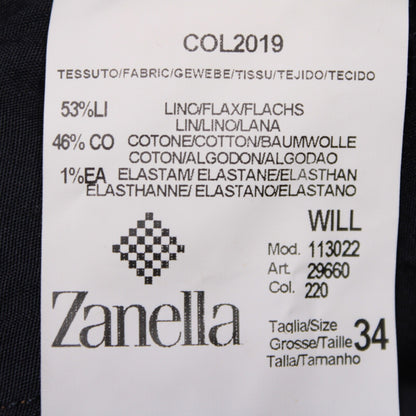 COL2019
TESSUTO/FABRIC/GEWEBE/TISSU/TEJIDO/TECIDO
53%LI LINO/FLAX/FLACHS
LIN/LINO/LANA
46% CO COTONE/COTTON/BAUMWOLLE
COTON/ALGODON/ALGODAO
1%EA ELASTAM/ELASTANE/ELASTHAN
ELASTHANNE/ELASTANO/ELASTANO
WILL
Mod. 113022
Art. 29660
Col. 220
Zanella
Taglia/Size
Grosse/Taille 34
Talla/Tamanho